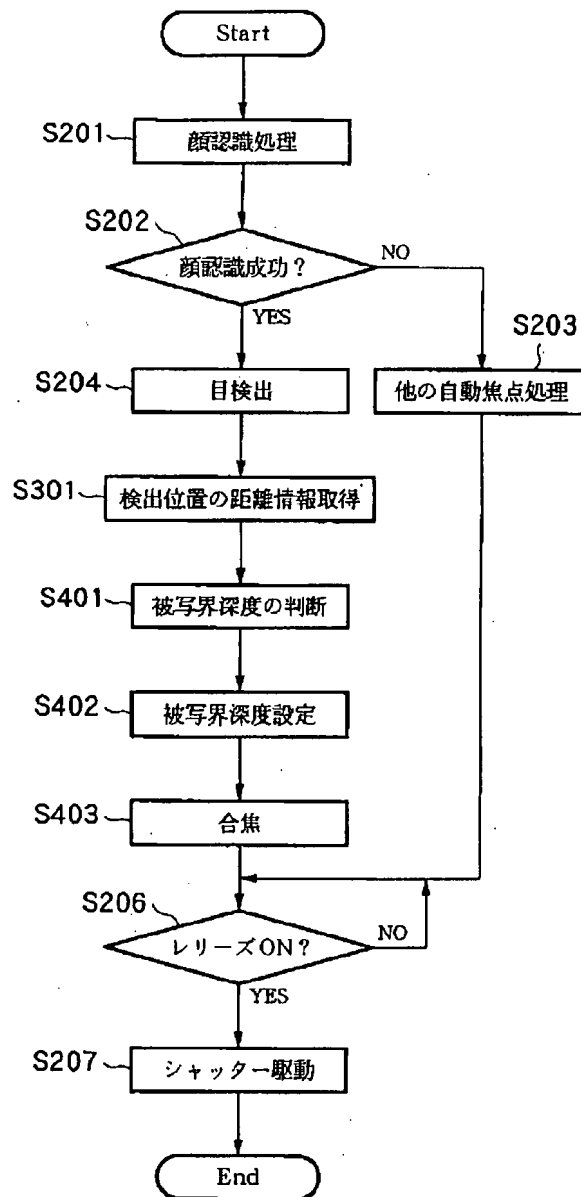 Start
S201
顔認識処理
S202
顔認識成功?
NO
YES
S203
他の自動焦点処理
S204
目検出
S301
検出位置の距離情報取得
S401
被写界深度の判断
S402
被写界深度設定
S403
合焦
S206
レリーズON?
NO
YES
S207
シャッター駆動
End